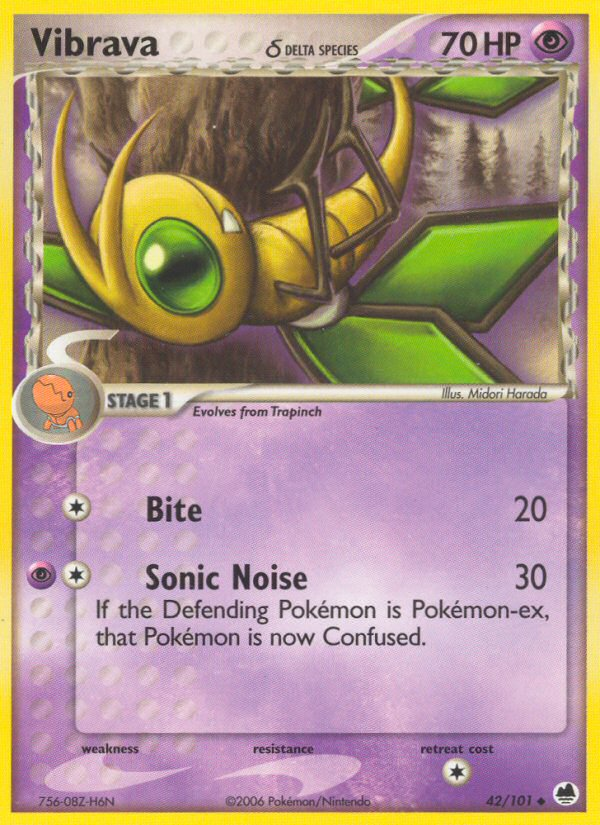 Vibrava δ DELTA SPECIES 70 HP
Illus. Midori Harada
STAGE 1
Evolves from Trapinch
Bite 20
Sonic Noise 30
If the Defending Pokémon is Pokémon-ex,
that Pokémon is now Confused.
weakness resistance retreat cost
756-08Z-H6N ©2006 Pokémon/Nintendo 42/101 ◆